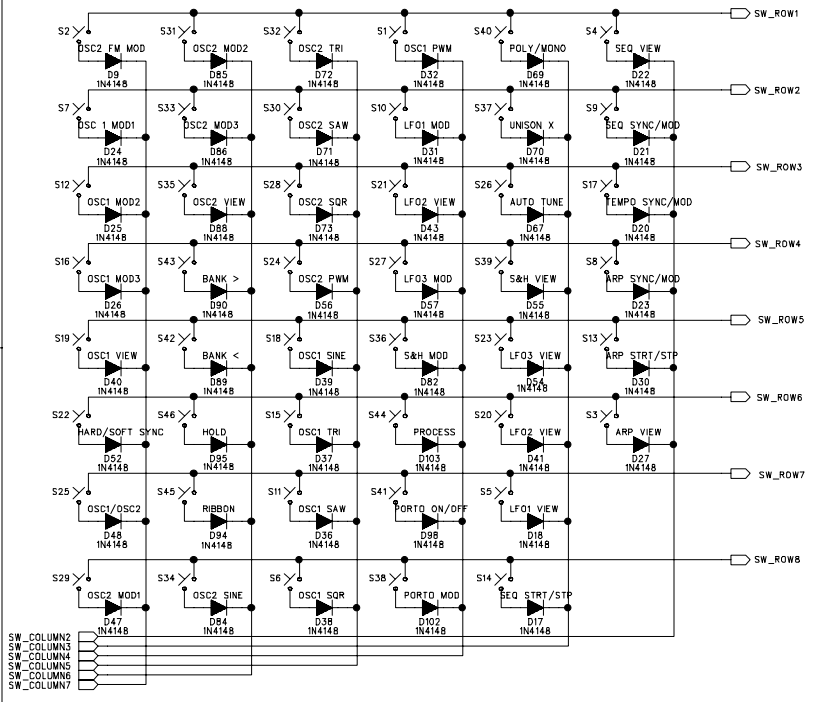 SW_ROW1
S2 S31 S32 S1 S40 S4
OSC2 FM MOD OSC2 MOD2 OSC2 TRI OSC1 PWM POLY/MONO SEQ VIEW
D9 D85 D72 D32 D69 D22
1N4148 1N4148 1N4148 1N4148 1N4148 1N4148
SW_ROW2
S7 S33 S30 S10 S37 S9
OSC 1 MOD1 OSC2 MOD3 OSC2 SAW LFO1 MOD UNISON X SEQ SYNC/MOD
D24 D86 D71 D31 D70 D21
1N4148 1N4148 1N4148 1N4148 1N4148 1N4148
SW_ROW3
S12 S35 S28 S21 S26 S17
OSC1 MOD2 OSC2 VIEW OSC2 SQR LFO2 VIEW AUTO TUNE TEMPO SYNC/MOD
D25 D88 D73 D43 D67 D20
1N4148 1N4148 1N4148 1N4148 1N4148 1N4148
SW_ROW4
S16 S43 S24 S27 S39 S8
OSC1 MOD3 BANK > OSC2 PWM LFO3 MOD S&H VIEW ARP SYNC/MOD
D26 D90 D56 D57 D55 D23
1N4148 1N4148 1N4148 1N4148 1N4148 1N4148
SW_ROW5
S19 S42 S18 S36 S23 S13
OSC1 VIEW BANK < OSC1 SINE S&H MOD LFO3 VIEW ARP STRT/STP
D40 D89 D39 D82 D54 D30
1N4148 1N4148 1N4148 1N4148 1N4148 1N4148
SW_ROW6
S22 S46 S15 S44 S20 S3
HARD/SOFT SYNC HOLD OSC1 TRI PROCESS LFO2 VIEW ARP VIEW
D52 D95 D37 D103 D41 D27
1N4148 1N4148 1N4148 1N4148 1N4148 1N4148
SW_ROW7
S25 S45 S11 S41 S5
OSC1/OSC2 RIBBON OSC1 SAW PORTO ON/OFF LFO1 VIEW
D48 D94 D36 D98 D18
1N4148 1N4148 1N4148 1N4148 1N4148
SW_ROW8
S29 S34 S6 S38 S14
OSC2 MOD1 OSC2 SINE OSC1 SQR PORTO MOD SEQ STRT/STP
D47 D84 D38 D102 D17
1N4148 1N4148 1N4148 1N4148 1N4148
SW_COLUMN2
SW_COLUMN3
SW_COLUMN4
SW_COLUMN5
SW_COLUMN6
SW_COLUMN7